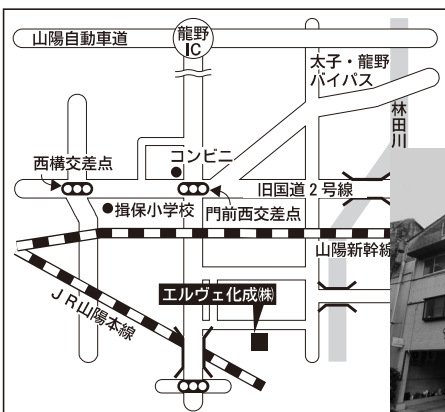 山陽自動車道
龍野
IC
太子・龍野
バイパス
林田川
コンビニ
西構交差点
旧国道2号線
揖保小学校
門前西交差点
山陽新幹線
エルヴェ化成㈱
JR山陽本線